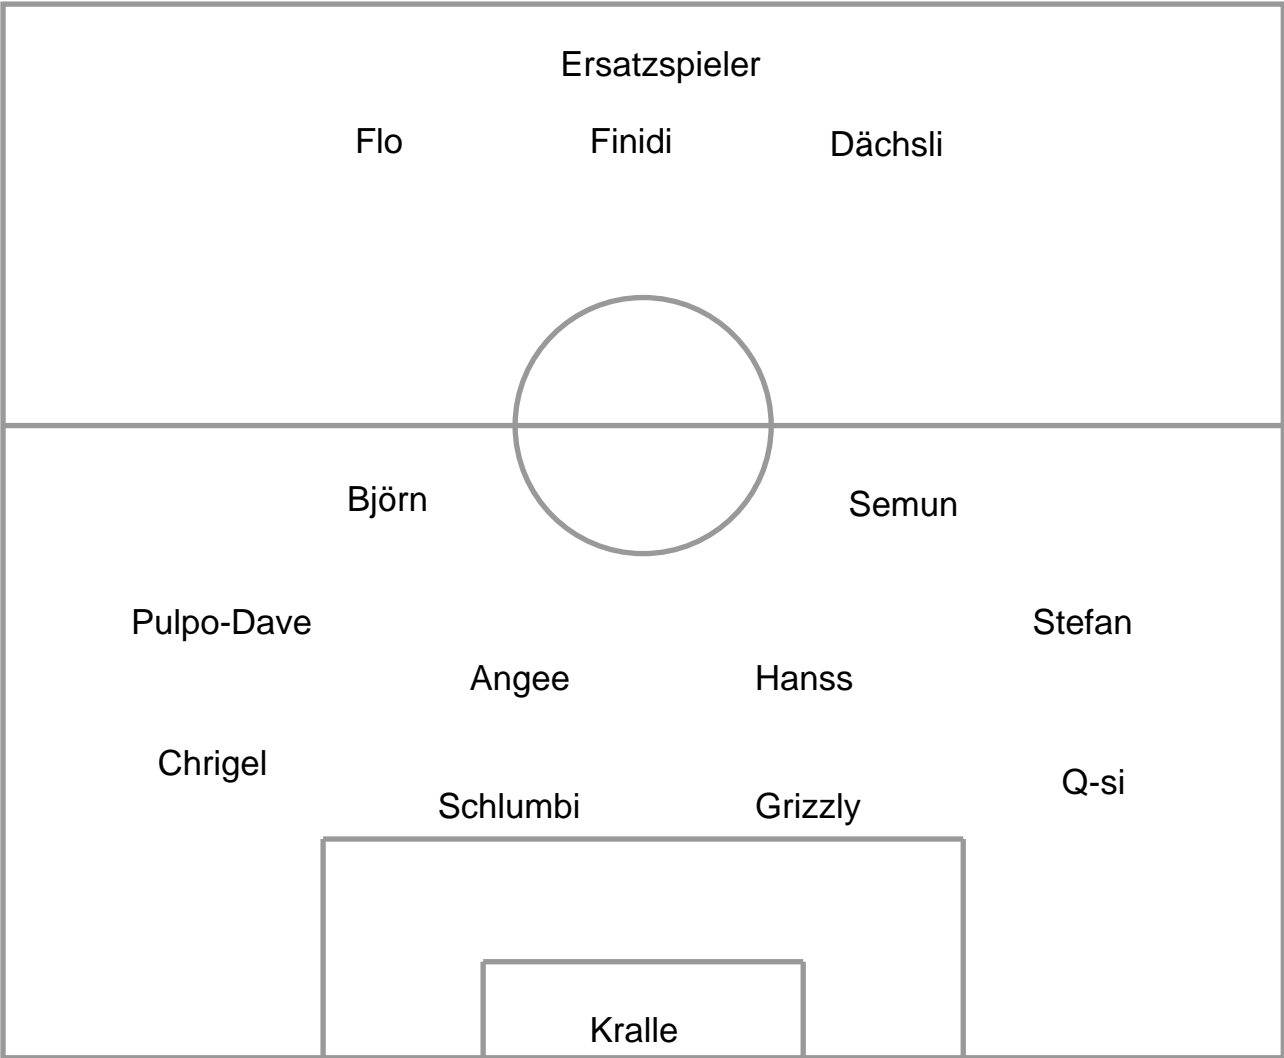 Ersatzspieler
Flo Finidi Dächsli
Björn Semun
Pulpo-Dave Stefan
Angee Hanss
Chrigel Q-si
Schlumbi Grizzly
Kralle